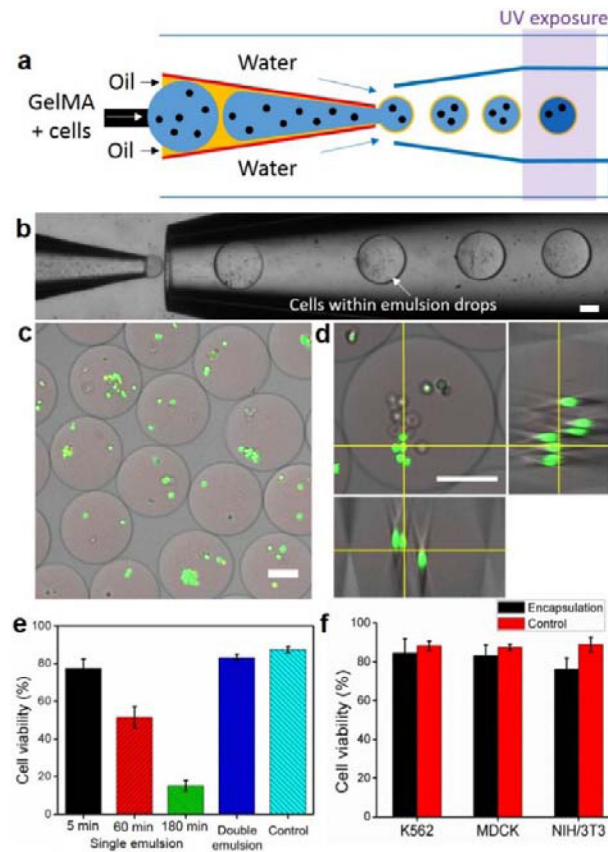 UV exposure
a
Oil
Water
GelMA
+ cells
Oil
Water
b
Cells within emulsion drops
c
d
e
100
80
60
40
20
0
Cell viability (%)
5 min
60 min
180 min
Single emulsion
Double
emulsion
Control
f
Encapsulation
Control
100
80
60
40
20
0
Cell viability (%)
K562
MDCK
NIH/3T3